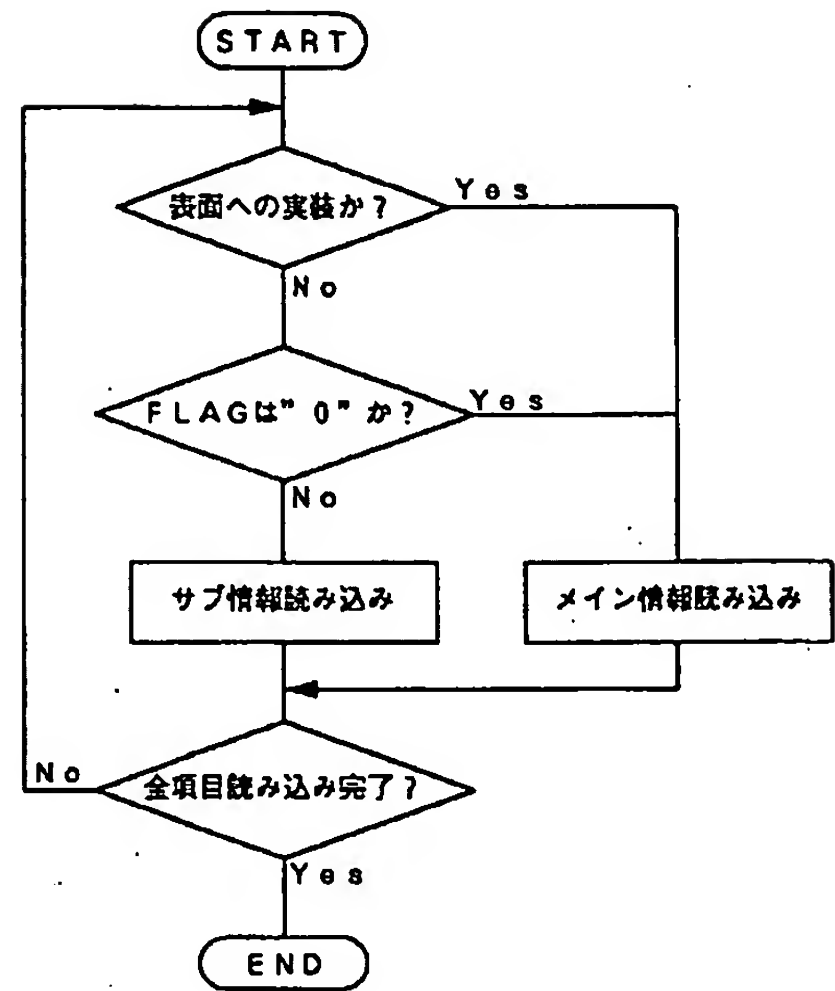 START
表面への実装か?
Yes
No
FLAGは”0”か?
Yes
No
サブ情報読み込み
メイン情報読み込み
No
全項目読み込み完了?
Yes
END